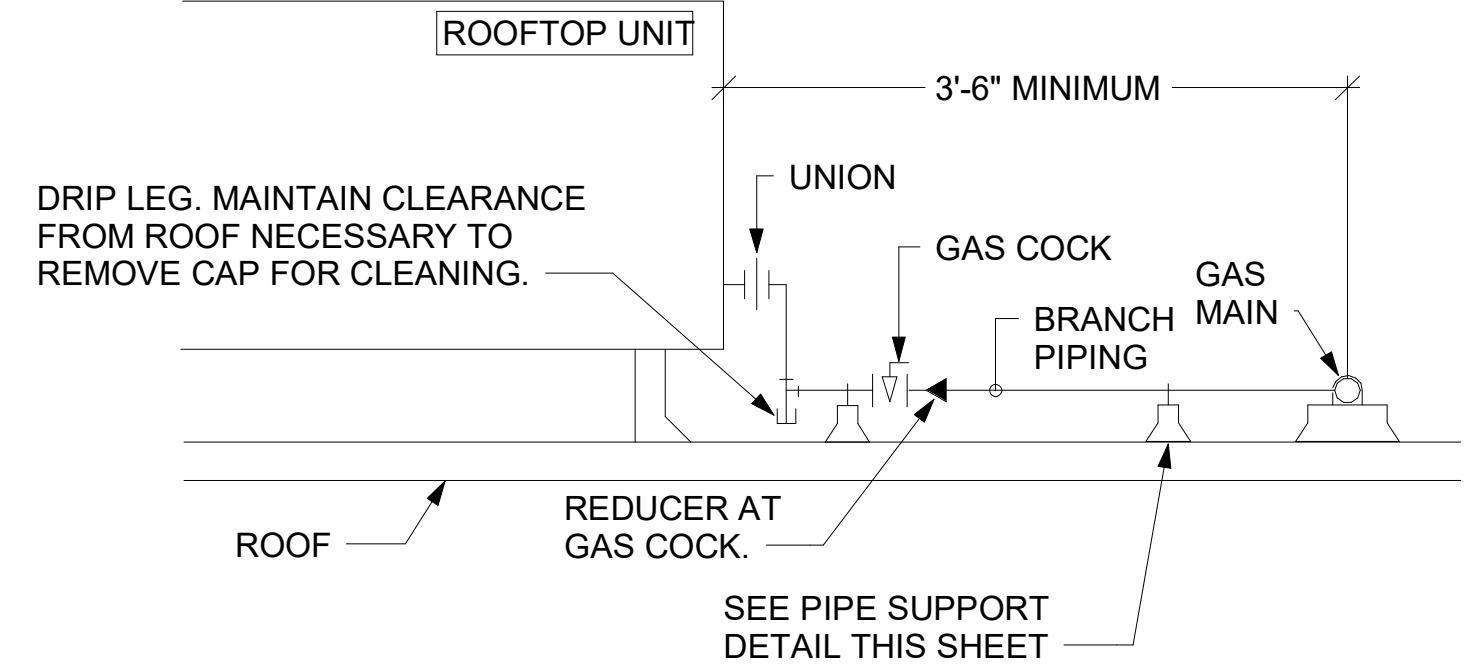 ROOFTOP UNIT
3'-6" MINIMUM
UNION
DRIP LEG. MAINTAIN CLEARANCE
FROM ROOF NECESSARY TO
REMOVE CAP FOR CLEANING.
GAS COCK
GAS
MAIN
BRANCH
PIPING
REDUCER AT
GAS COCK.
ROOF
SEE PIPE SUPPORT
DETAIL THIS SHEET